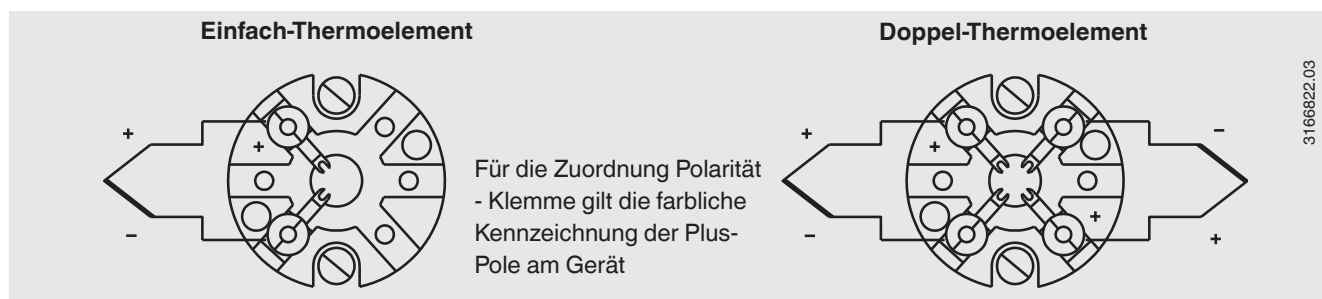 Einfach-Thermoelement
+
+
–
Für die Zuordnung Polarität
- Klemme gilt die farbliche
Kennzeichnung der Plus-
Pole am Gerät
Doppel-Thermoelement
+
+
–
–
+
+
3166822.03